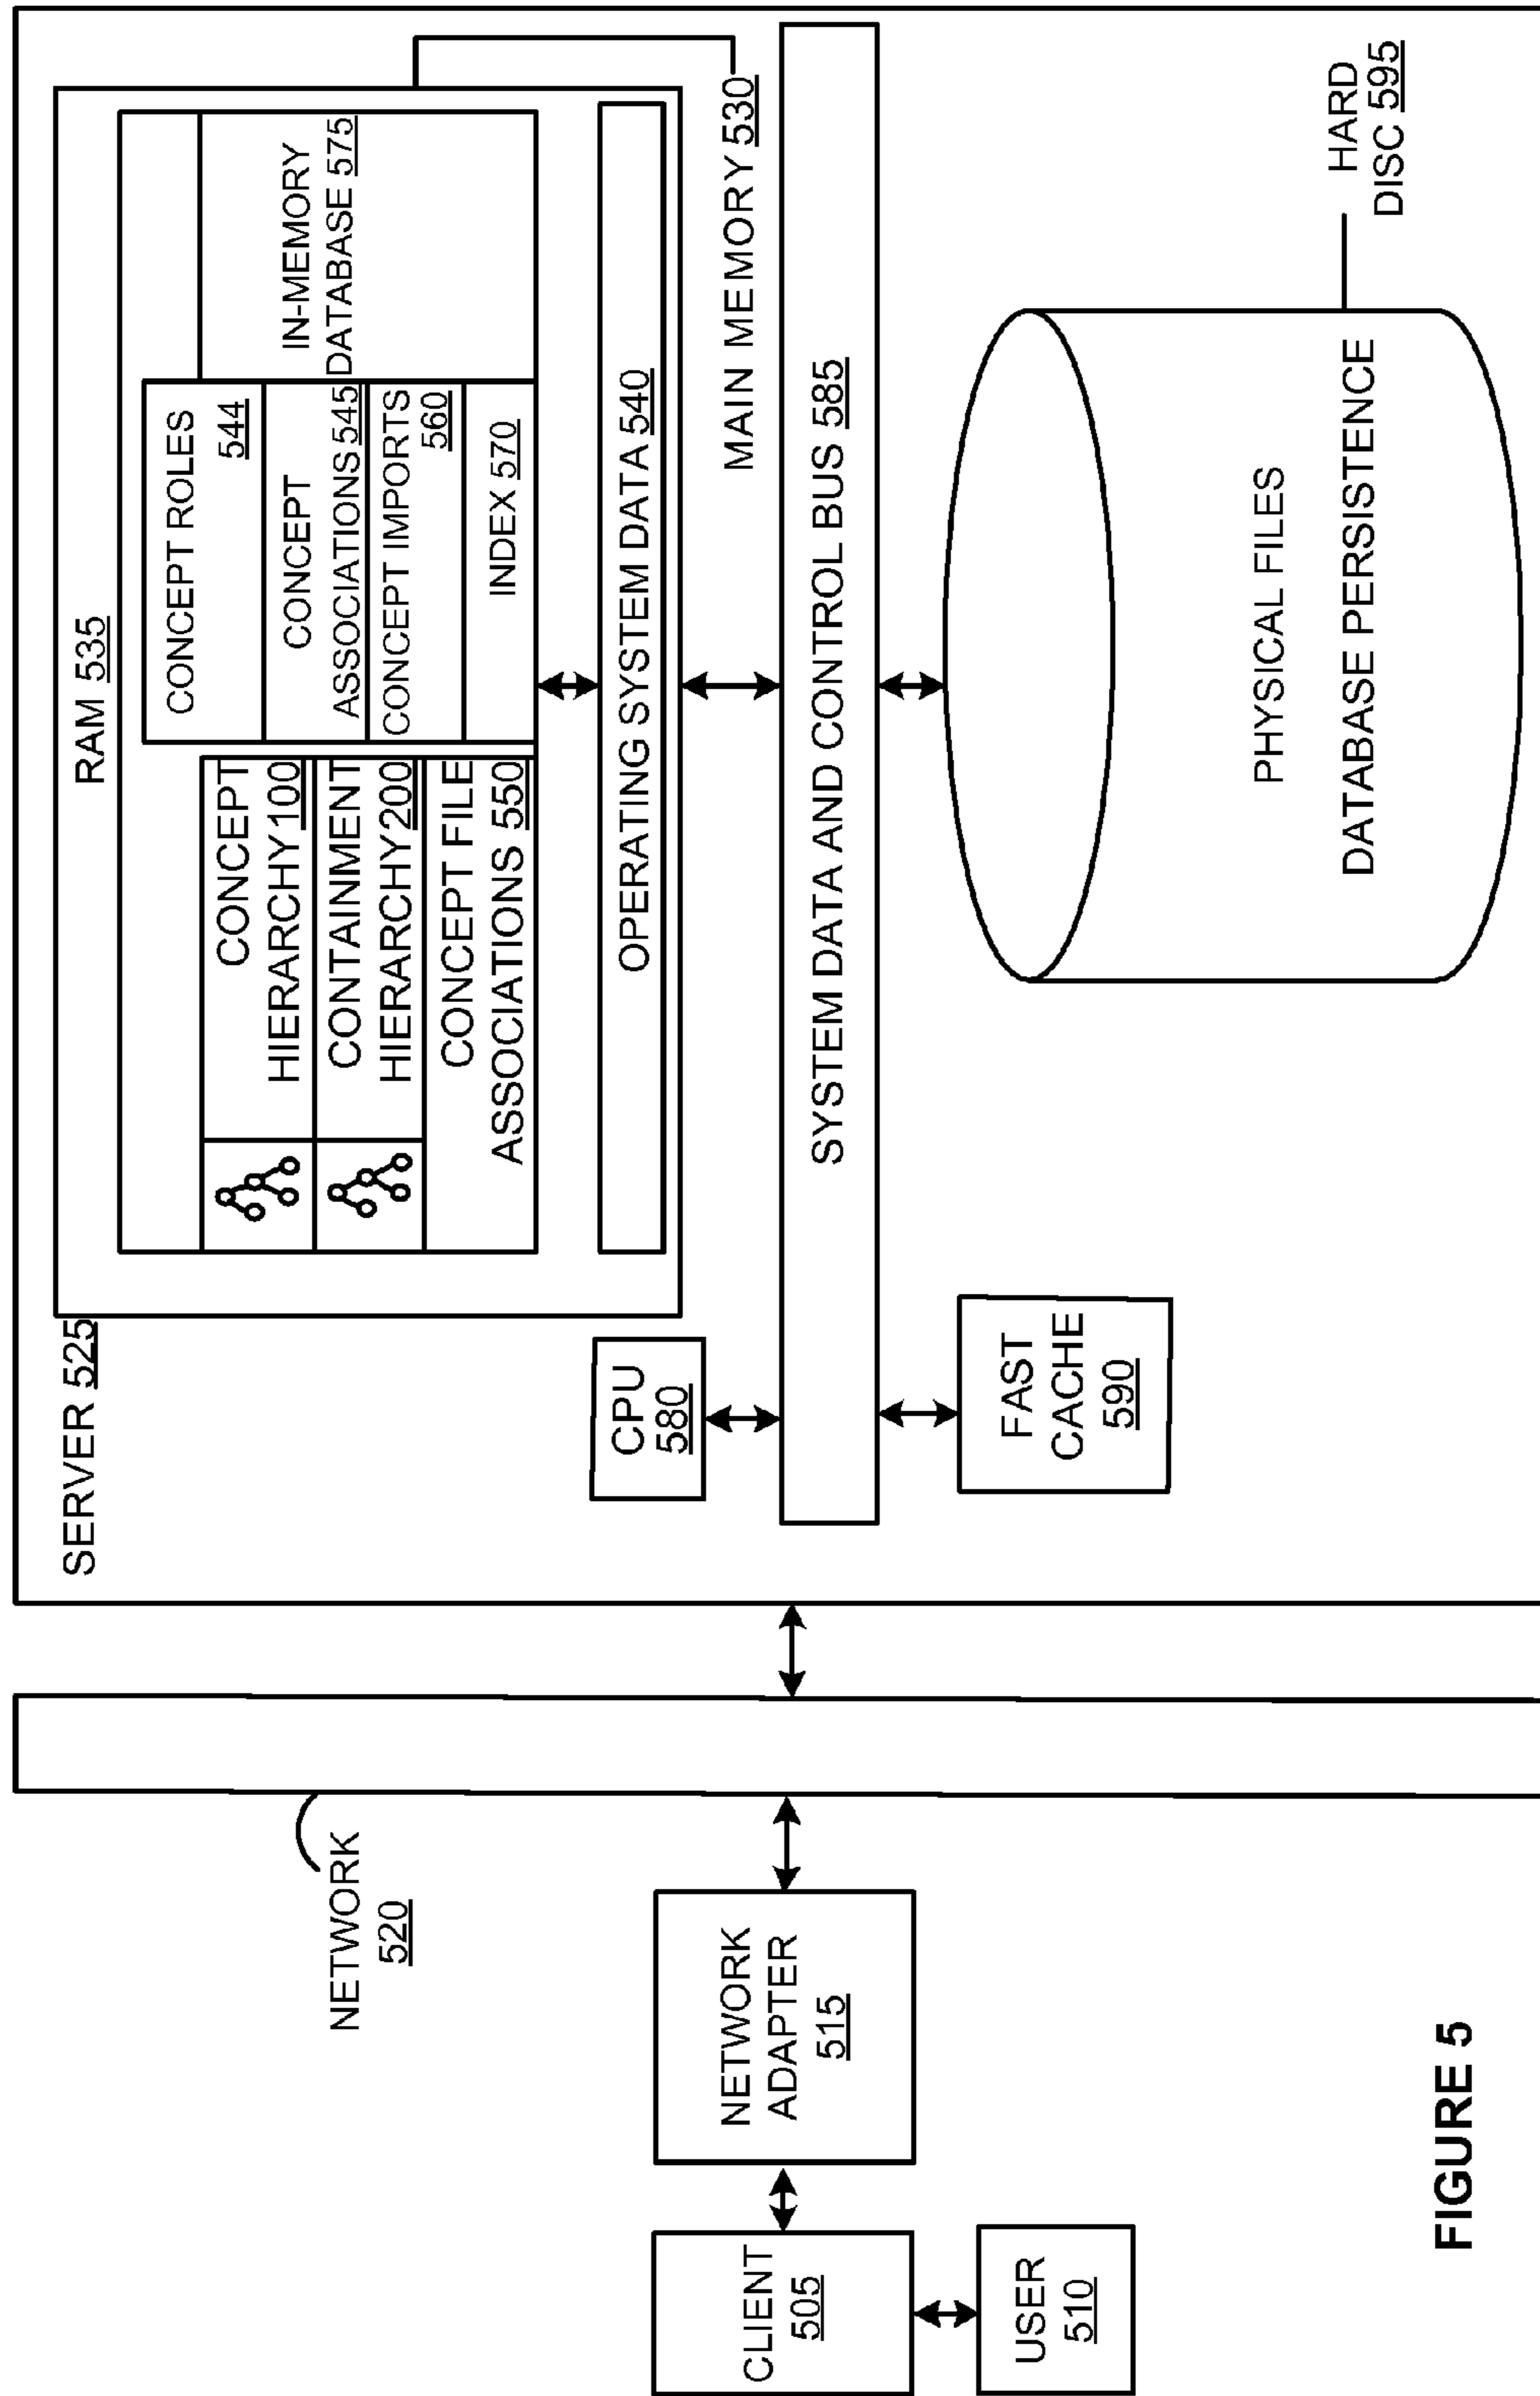 SERVER 525
RAM 535
CONCEPT
HIERARCHY 100
CONTAINMENT
HIERARCHY 200
CONCEPT FILE
ASSOCIATIONS 550
CONCEPT ROLES
544
CONCEPT
ASSOCIATIONS 545
CONCEPT IMPORTS
560
INDEX 570
IN-MEMORY
DATABASE 575
OPERATING SYSTEM DATA 540
MAIN MEMORY 530
CPU
580
SYSTEM DATA AND CONTROL BUS 585
FAST
CACHE
590
PHYSICAL FILES
DATABASE PERSISTENCE
HARD
DISC 595
NETWORK
520
NETWORK
ADAPTER
515
CLIENT
505
USER
510
FIGURE 5